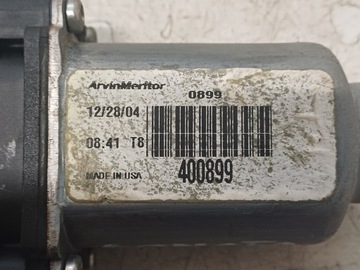 ArvinMeritor 0899
12/28/04
08:41 T8
MADE IN USA 400899